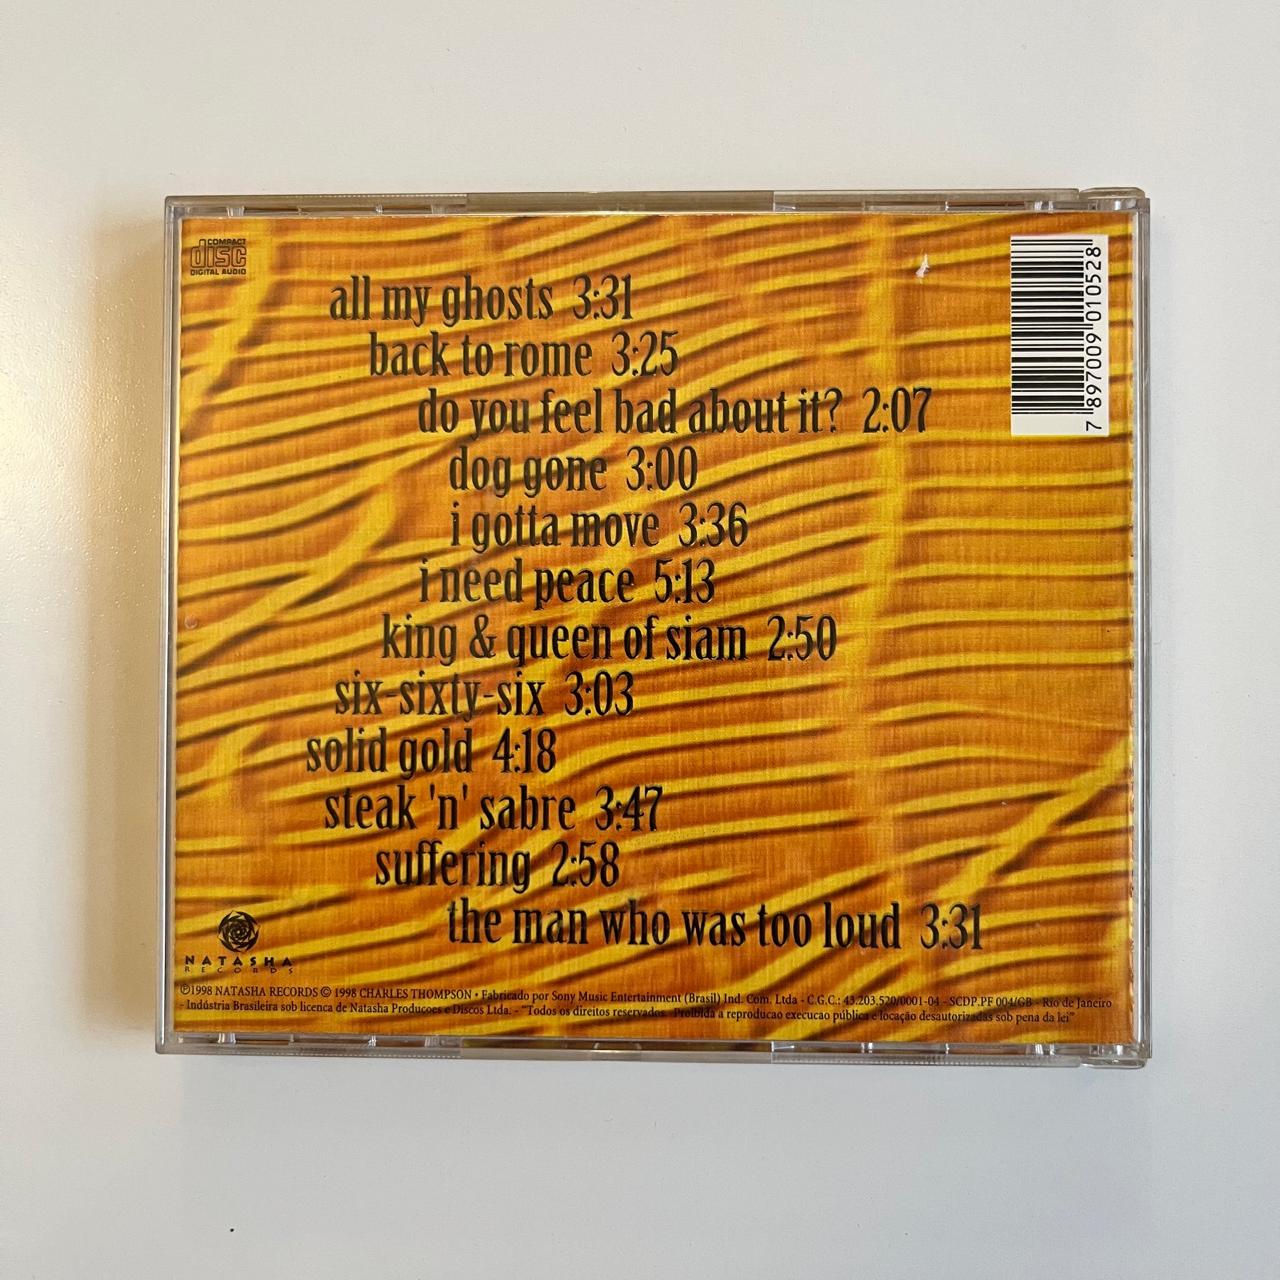 COMPACT
disc
DIGITAL AUDIO
all my ghosts 3:31
back to rome 3:25
do you feel bad about it? 2:07
dog gone 3:00
i gotta move 3:36
i need peace 5:13
king & queen of siam 2:50
six-sixty-six 3:03
solid gold 4:18
steak 'n' sabre 3:47
suffering 2:58
the man who was too loud 3:31
7 897009 010528
NATASHA
RECORDS
℗1998 NATASHA RECORDS © 1998 CHARLES THOMPSON • Fabricado por Sony Music Entertainment (Brasil) Ind. Com. Ltda - C.G.C.: 43.203.520/0001-04 - SCDP.PF 004/GB - Rio de Janeiro
- Indústria Brasileira sob licenca de Natasha Produçoes e Discos Ltda. - "Todos os direitos reservados. Proibida a reproducao execucao pública e locação desautorizadas sob pena da lei"